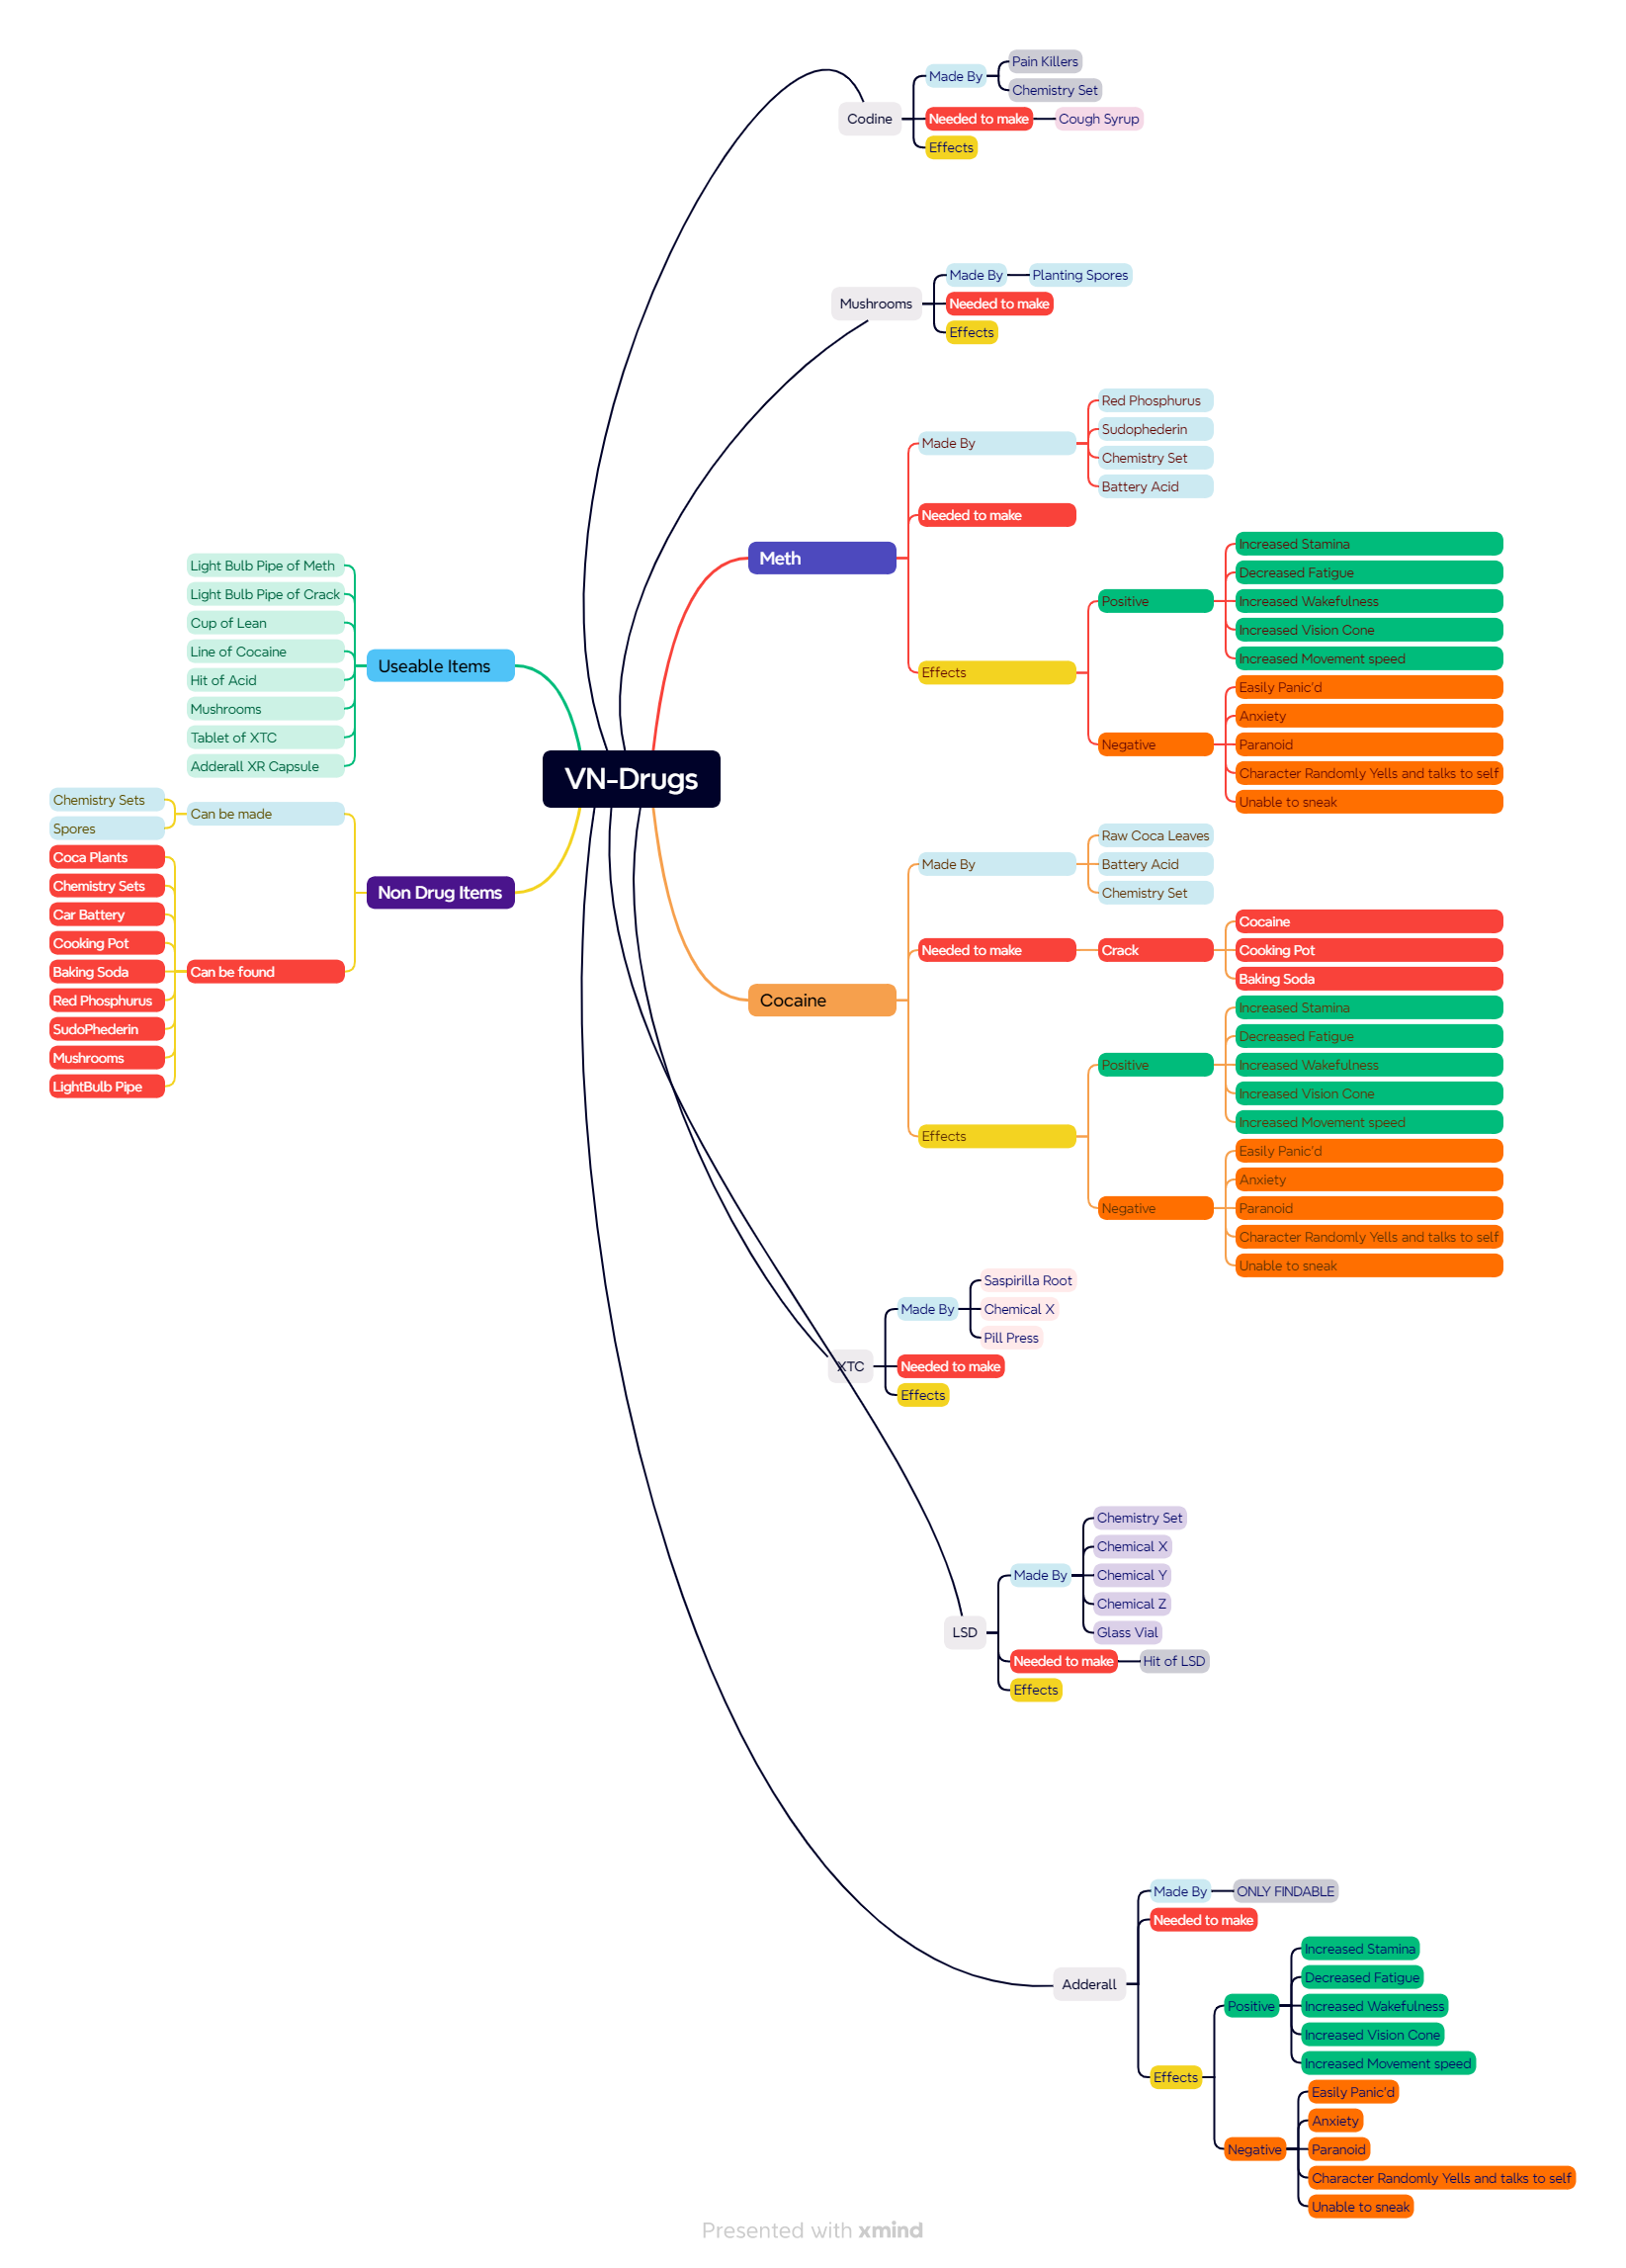 Codine
Made By
Pain Killers
Chemistry Set
Needed to make
Cough Syrup
Effects
Mushrooms
Made By
Planting Spores
Needed to make
Effects
Meth
Made By
Red Phosphurus
Sudophederin
Chemistry Set
Battery Acid
Needed to make
Effects
Positive
Increased Stamina
Decreased Fatigue
Increased Wakefulness
Increased Vision Cone
Increased Movement speed
Negative
Easily Panic'd
Anxiety
Paranoid
Character Randomly Yells and talks to self
Unable to sneak
Useable Items
Light Bulb Pipe of Meth
Light Bulb Pipe of Crack
Cup of Lean
Line of Cocaine
Hit of Acid
Mushrooms
Tablet of XTC
Adderall XR Capsule
VN-Drugs
Non Drug Items
Can be made
Chemistry Sets
Spores
Can be found
Coca Plants
Chemistry Sets
Car Battery
Cooking Pot
Baking Soda
Red Phosphurus
SudoPhederin
Mushrooms
LightBulb Pipe
Cocaine
Made By
Raw Coca Leaves
Battery Acid
Chemistry Set
Needed to make
Crack
Cocaine
Cooking Pot
Baking Soda
Effects
Positive
Increased Stamina
Decreased Fatigue
Increased Wakefulness
Increased Vision Cone
Increased Movement speed
Negative
Easily Panic'd
Anxiety
Paranoid
Character Randomly Yells and talks to self
Unable to sneak
XTC
Made By
Saspirilla Root
Chemical X
Pill Press
Needed to make
Effects
LSD
Made By
Chemistry Set
Chemical X
Chemical Y
Chemical Z
Glass Vial
Needed to make
Hit of LSD
Effects
Adderall
Made By
ONLY FINDABLE
Needed to make
Effects
Positive
Increased Stamina
Decreased Fatigue
Increased Wakefulness
Increased Vision Cone
Increased Movement speed
Negative
Easily Panic'd
Anxiety
Paranoid
Character Randomly Yells and talks to self
Unable to sneak
Presented with xmind